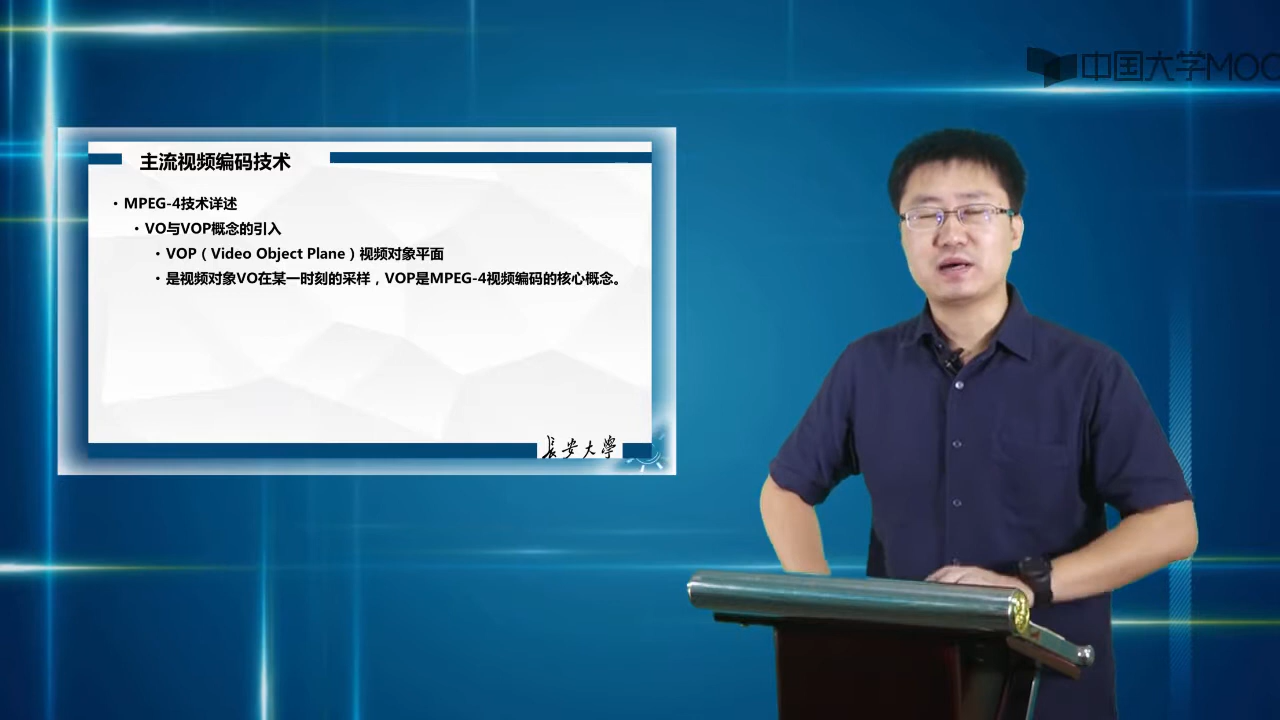 中国大学MOO
主流视频编码技术
• MPEG-4技术详述
• VO与VOP概念的引入
• VOP（Video Object Plane）视频对象平面
• 是视频对象VO在某一时刻的采样，VOP是MPEG-4视频编码的核心概念。
長安大學